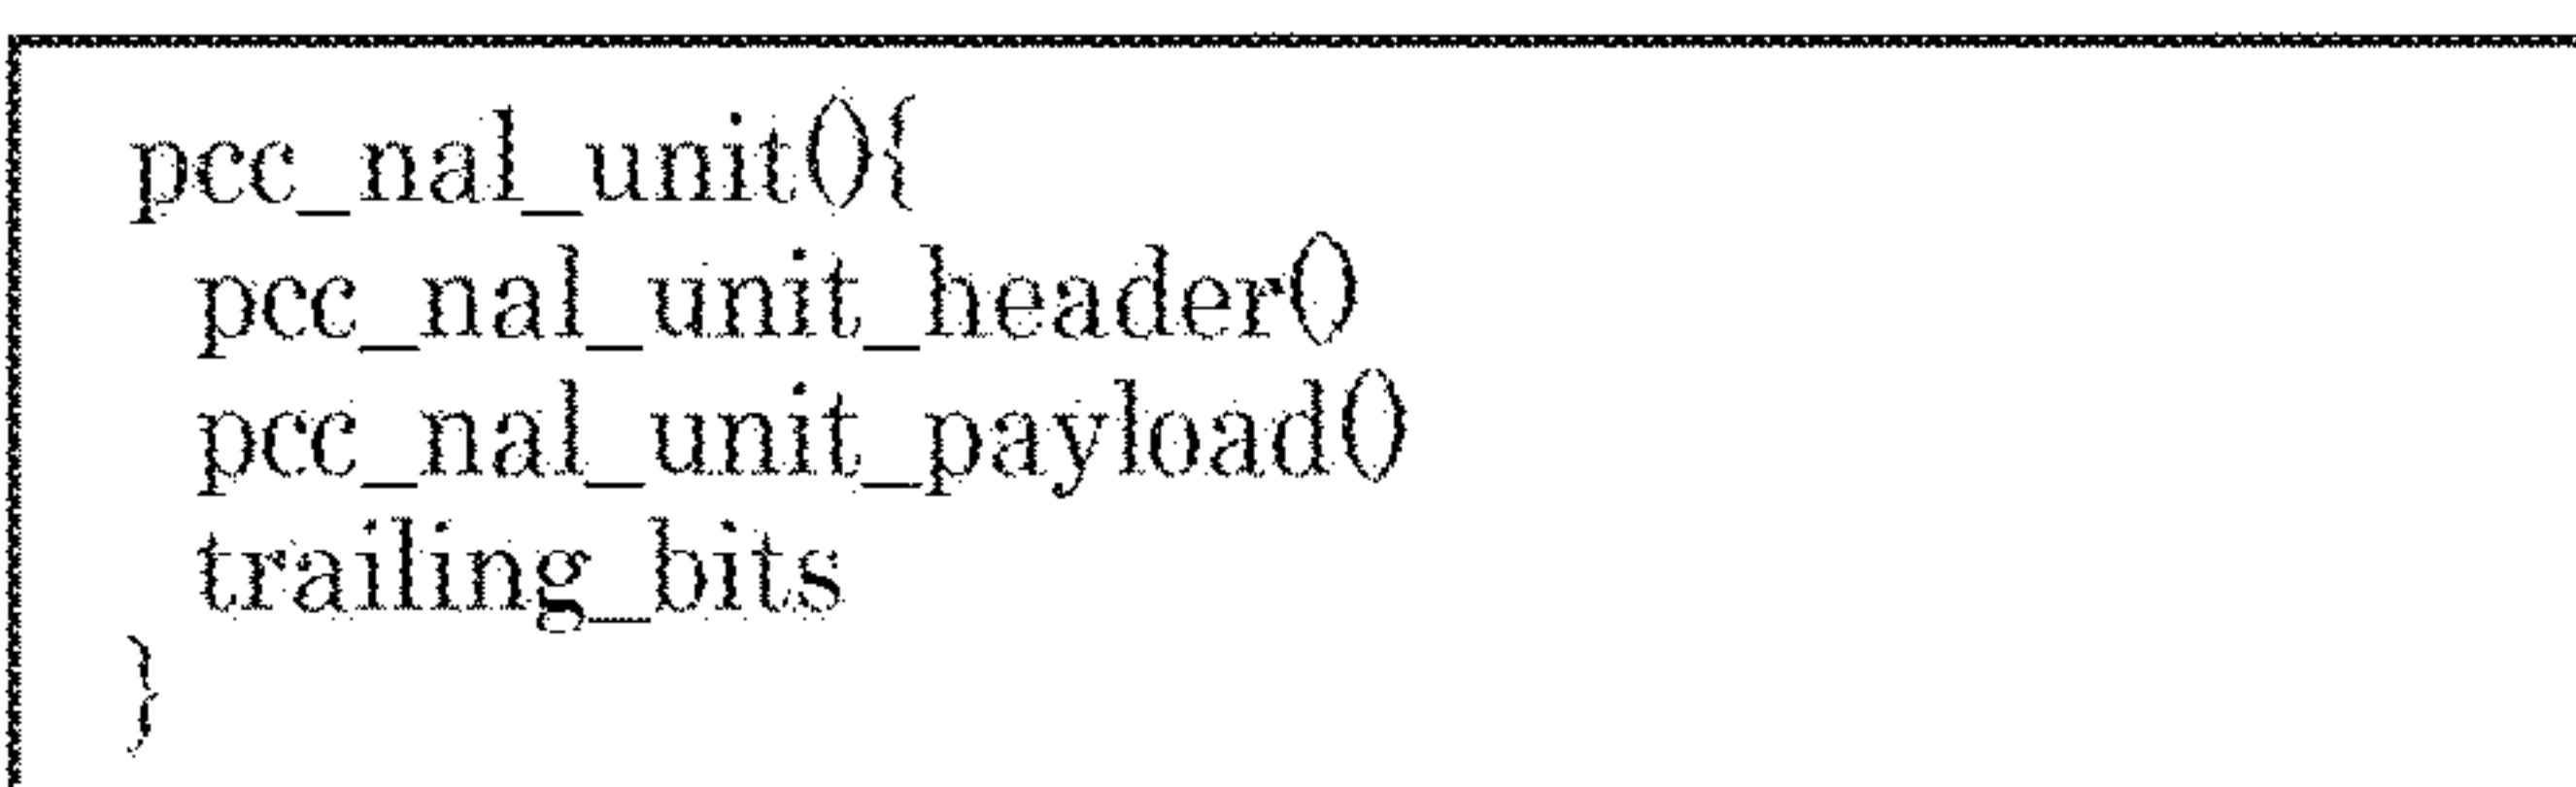 pcc_nal_unit(){
pcc_nal_unit_header()
pcc_nal_unit_payload()
trailing_bits
}